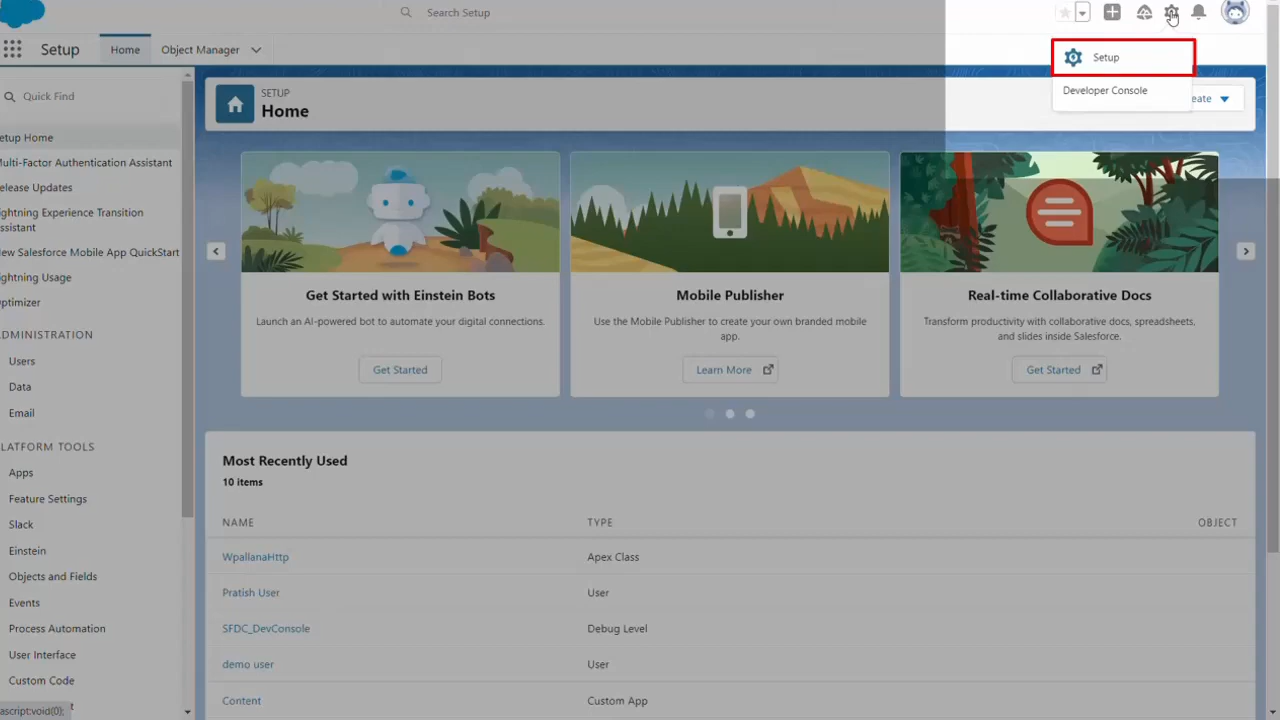 Search Setup
Setup
Home
Object Manager
Setup
Developer Console
eate
Quick Find
SETUP
Home
etup Home
Multi-Factor Authentication Assistant
elease Updates
ightning Experience Transition
ssistant
New Salesforce Mobile App QuickStart
ightning Usage
ptimizer
DMINISTRATION
Users
Data
Email
LATFORM TOOLS
Apps
Feature Settings
Slack
Einstein
Objects and Fields
Events
Process Automation
User Interface
Custom Code
ascript:void(0);
Get Started with Einstein Bots
Launch an AI-powered bot to automate your digital connections.
Get Started
Mobile Publisher
Use the Mobile Publisher to create your own branded mobile
app.
Learn More
Real-time Collaborative Docs
Transform productivity with collaborative docs, spreadsheets,
and slides inside Salesforce.
Get Started
Most Recently Used
10 items
NAME TYPE OBJECT
WpallanaHttp Apex Class
Pratish User User
SFDC_DevConsole Debug Level
demo user User
Content Custom App